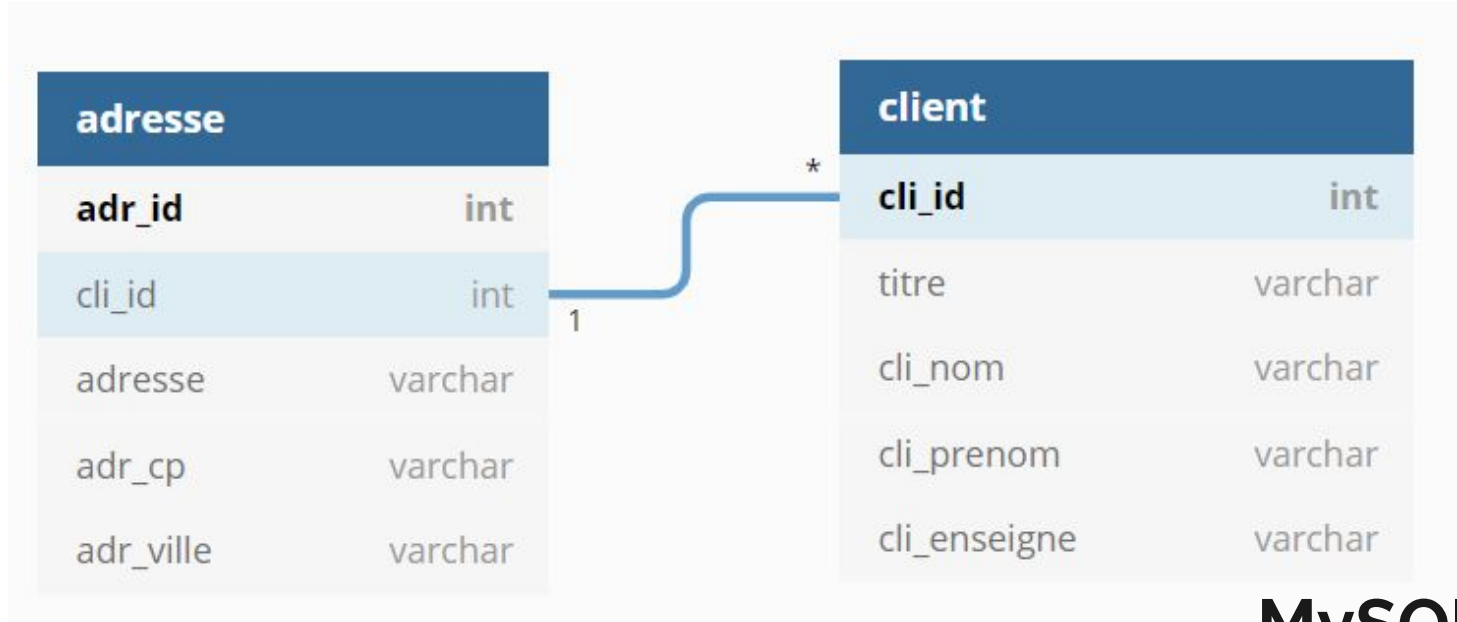 adresse
adr_id int
cli_id int
adresse varchar
adr_cp varchar
adr_ville varchar
1
*
client
cli_id int
titre varchar
cli_nom varchar
cli_prenom varchar
cli_enseigne varchar